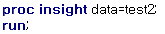 proc insight data=test2;
run;